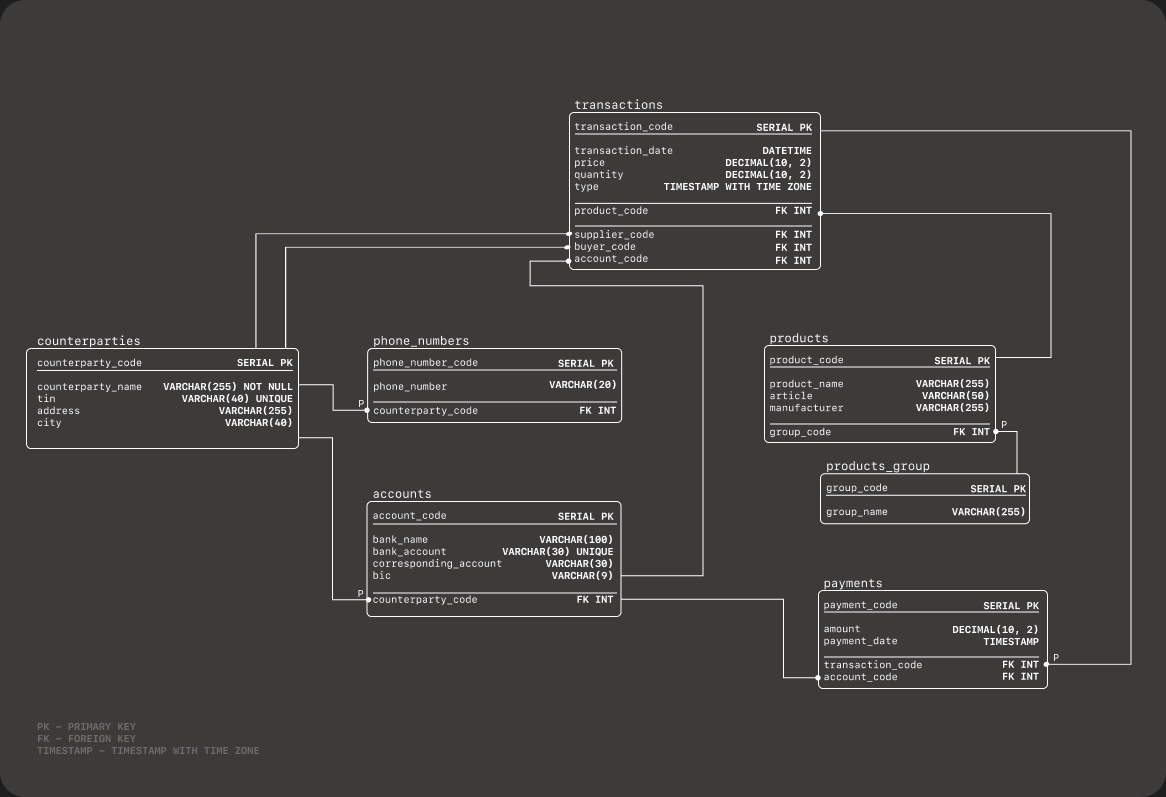 transactions
transaction_code SERIAL PK
transaction_date DATETIME
price DECIMAL(10, 2)
quantity DECIMAL(10, 2)
type TIMESTAMP WITH TIME ZONE
product_code FK INT
supplier_code FK INT
buyer_code FK INT
account_code FK INT
counterparties
counterparty_code SERIAL PK
counterparty_name VARCHAR(255) NOT NULL
tin VARCHAR(40) UNIQUE
address VARCHAR(255)
city VARCHAR(40)
phone_numbers
phone_number_code SERIAL PK
phone_number VARCHAR(20)
P
counterparty_code FK INT
products
product_code SERIAL PK
product_name VARCHAR(255)
article VARCHAR(50)
manufacturer VARCHAR(255)
group_code FK INT
P
products_group
group_code SERIAL PK
group_name VARCHAR(255)
accounts
account_code SERIAL PK
bank_name VARCHAR(100)
bank_account VARCHAR(30) UNIQUE
corresponding_account VARCHAR(30)
bic VARCHAR(9)
P
counterparty_code FK INT
payments
payment_code SERIAL PK
amount DECIMAL(10, 2)
payment_date TIMESTAMP
transaction_code FK INT
P
account_code FK INT
PK – PRIMARY KEY
FK – FOREIGN KEY
TIMESTAMP – TIMESTAMP WITH TIME ZONE